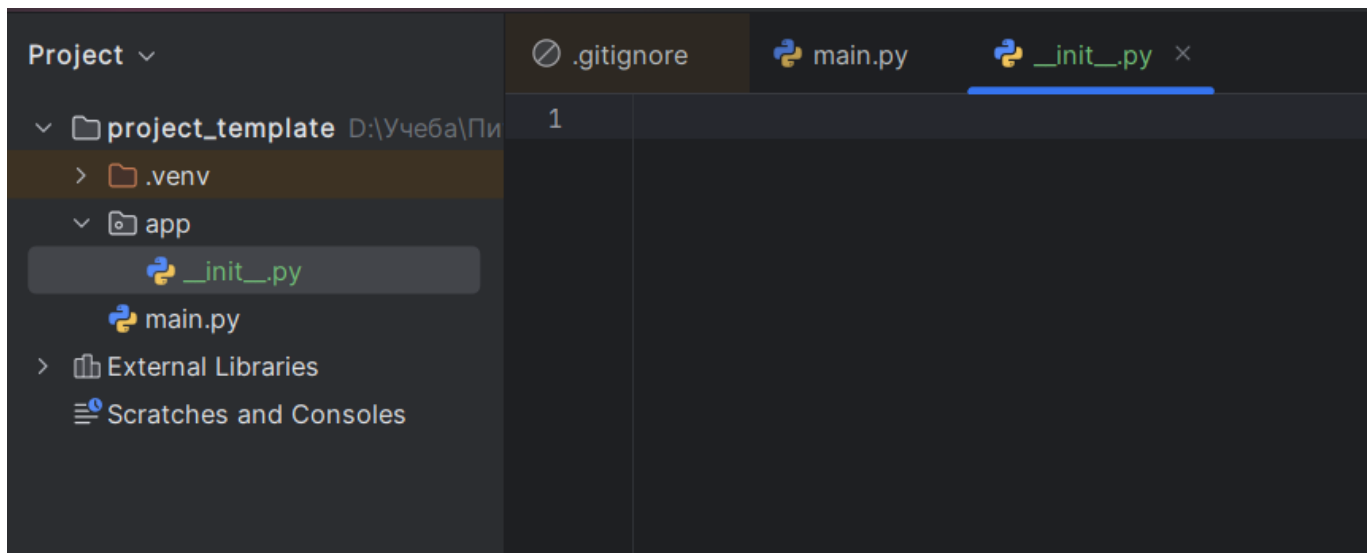 Project
.gitignore
main.py
__init__.py
project_template D:\Учеба\Пи
1
.venv
app
__init__.py
main.py
External Libraries
Scratches and Consoles